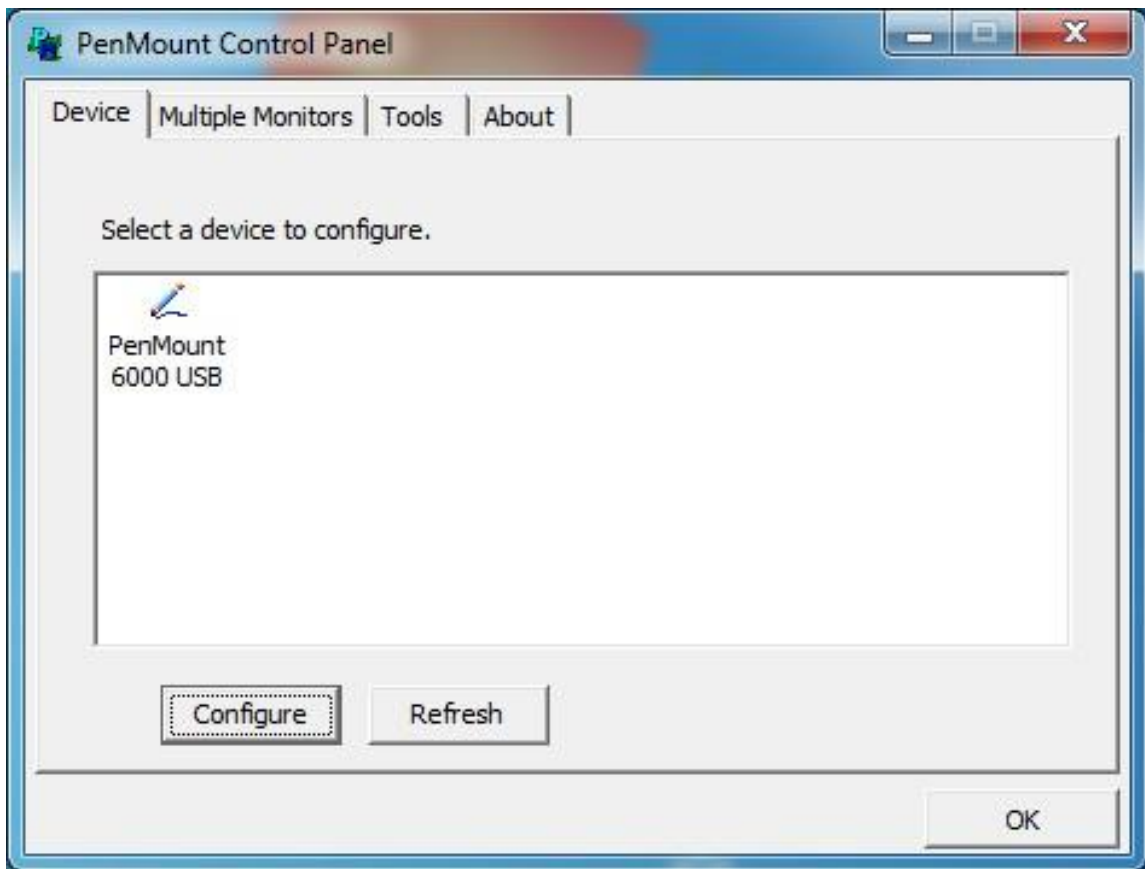 PenMount Control Panel
Device Multiple Monitors Tools About
Select a device to configure.
PenMount
6000 USB
Configure Refresh
OK